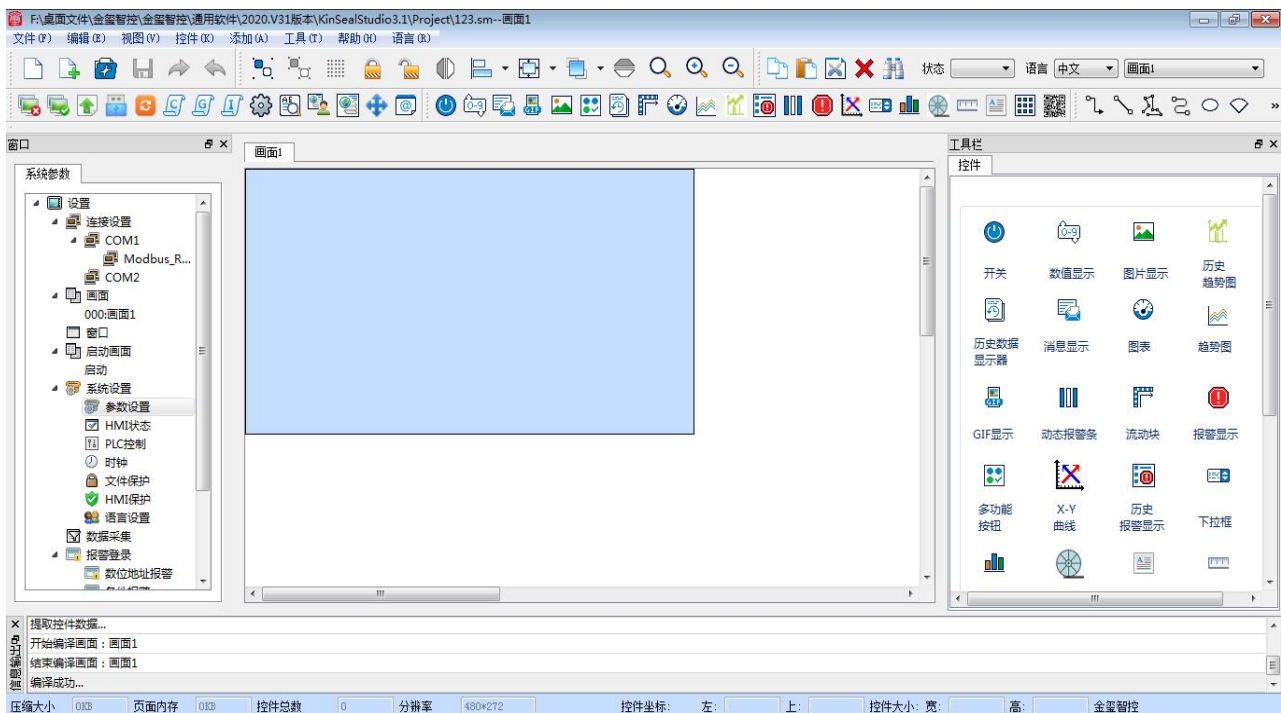 F:\桌面文件\金玺智控\金玺智控\通用软件\2020.V31版本\KinSealStudio3.1\Project\123.sm--画面1
文件(F) 编辑(E) 视图(V) 控件(K) 添加(A) 工具(T) 帮助(H) 语言(R)
状态 语言 中文 画面1
窗口
系统参数
设置
连接设置
COM1
Modbus_R...
COM2
画面
000:画面1
窗口
启动画面
启动
系统设置
参数设置
HMI状态
PLC控制
时钟
文件保护
HMI保护
语言设置
数据采集
报警登录
数位地址报警
画面1
工具栏
控件
开关 数值显示 图片显示 历史趋势图
历史数据显示器 消息显示 图表 趋势图
GIF显示 动态报警条 流动块 报警显示
多功能按钮 X-Y曲线 历史报警显示 下拉框
提取控件数据...
开始编译画面：画面1
结束编译画面：画面1
编译成功...
编译信息
压缩大小 0KB 页面内存 0KB 控件总数 0 分辨率 480*272 控件坐标: 左: 上: 控件大小: 宽: 高: 金玺智控